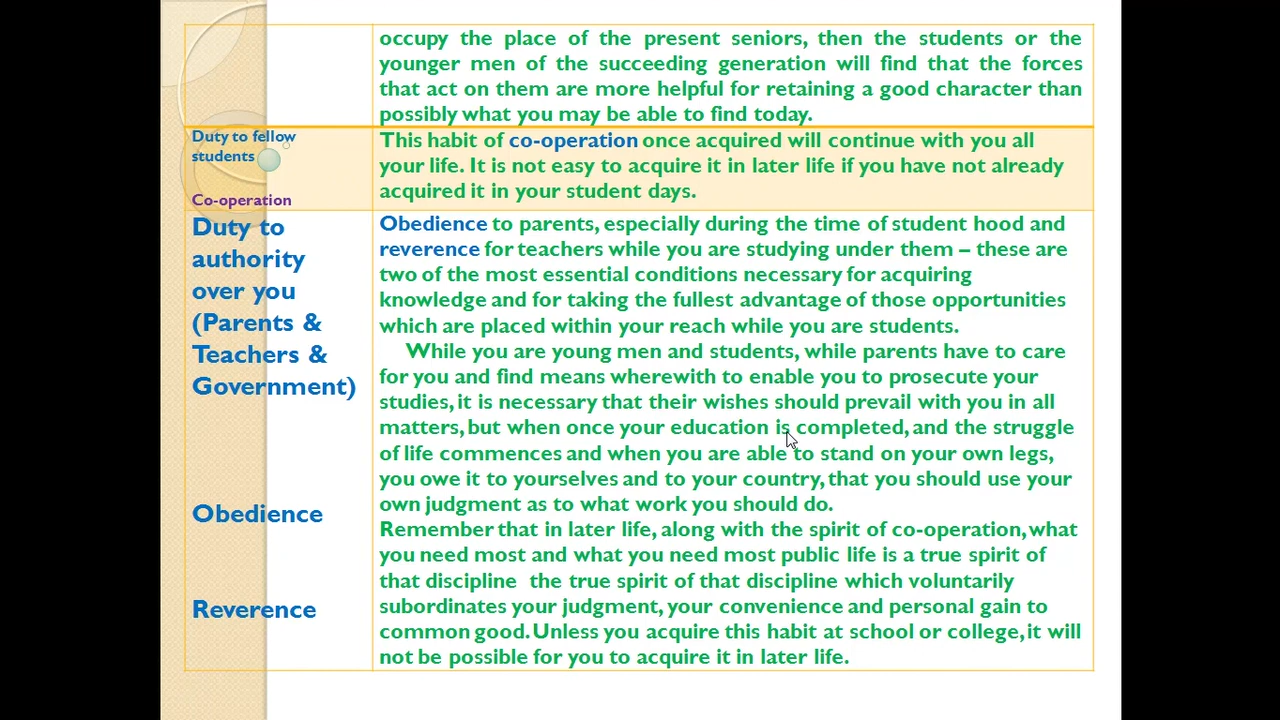 occupy the place of the present seniors, then the students or the
younger men of the succeeding generation will find that the forces
that act on them are more helpful for retaining a good character than
possibly what you may be able to find today.
Duty to fellow
students
Co-operation
This habit of co-operation once acquired will continue with you all
your life. It is not easy to acquire it in later life if you have not already
acquired it in your student days.
Duty to
authority
over you
(Parents &
Teachers &
Government)
Obedience
Reverence
Obedience to parents, especially during the time of student hood and
reverence for teachers while you are studying under them – these are
two of the most essential conditions necessary for acquiring
knowledge and for taking the fullest advantage of those opportunities
which are placed within your reach while you are students.
While you are young men and students, while parents have to care
for you and find means wherewith to enable you to prosecute your
studies, it is necessary that their wishes should prevail with you in all
matters, but when once your education is completed, and the struggle
of life commences and when you are able to stand on your own legs,
you owe it to yourselves and to your country, that you should use your
own judgment as to what work you should do.
Remember that in later life, along with the spirit of co-operation, what
you need most and what you need most public life is a true spirit of
that discipline the true spirit of that discipline which voluntarily
subordinates your judgment, your convenience and personal gain to
common good. Unless you acquire this habit at school or college, it will
not be possible for you to acquire it in later life.